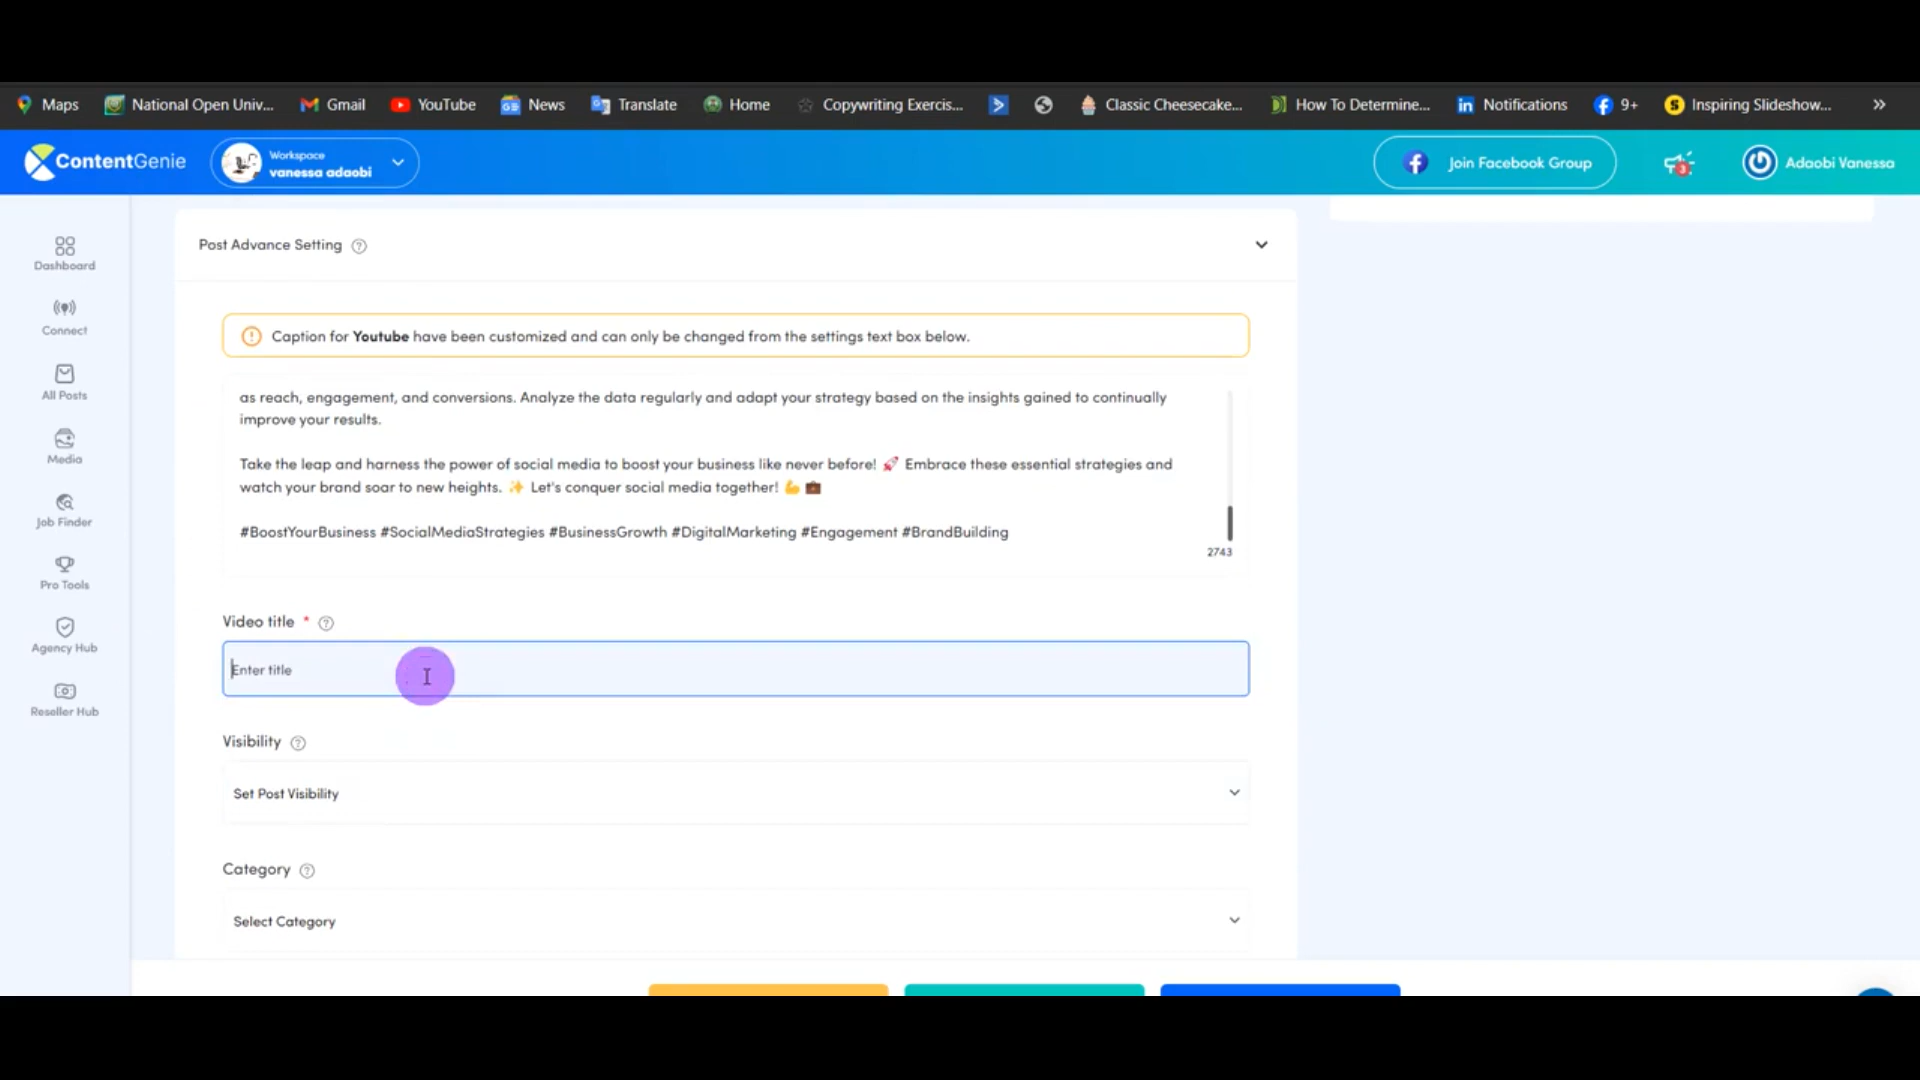 Maps National Open Univ... Gmail YouTube News Translate Home Copywriting Exercis... Classic Cheesecake... How To Determine... Notifications 9+ Inspiring Slideshow... »
ContentGenie
Workspace
vanessa adaobi
Join Facebook Group
3
Adaobi Vanessa
Dashboard
Connect
All Posts
Media
Job Finder
Pro Tools
Agency Hub
Reseller Hub
Post Advance Setting
Caption for Youtube have been customized and can only be changed from the settings text box below.
as reach, engagement, and conversions. Analyze the data regularly and adapt your strategy based on the insights gained to continually
improve your results.
Take the leap and harness the power of social media to boost your business like never before! 🚀 Embrace these essential strategies and
watch your brand soar to new heights. ✨ Let's conquer social media together! 💪 💼
#BoostYourBusiness #SocialMediaStrategies #BusinessGrowth #DigitalMarketing #Engagement #BrandBuilding
2743
Video title *
Enter title
Visibility
Set Post Visibility
Category
Select Category